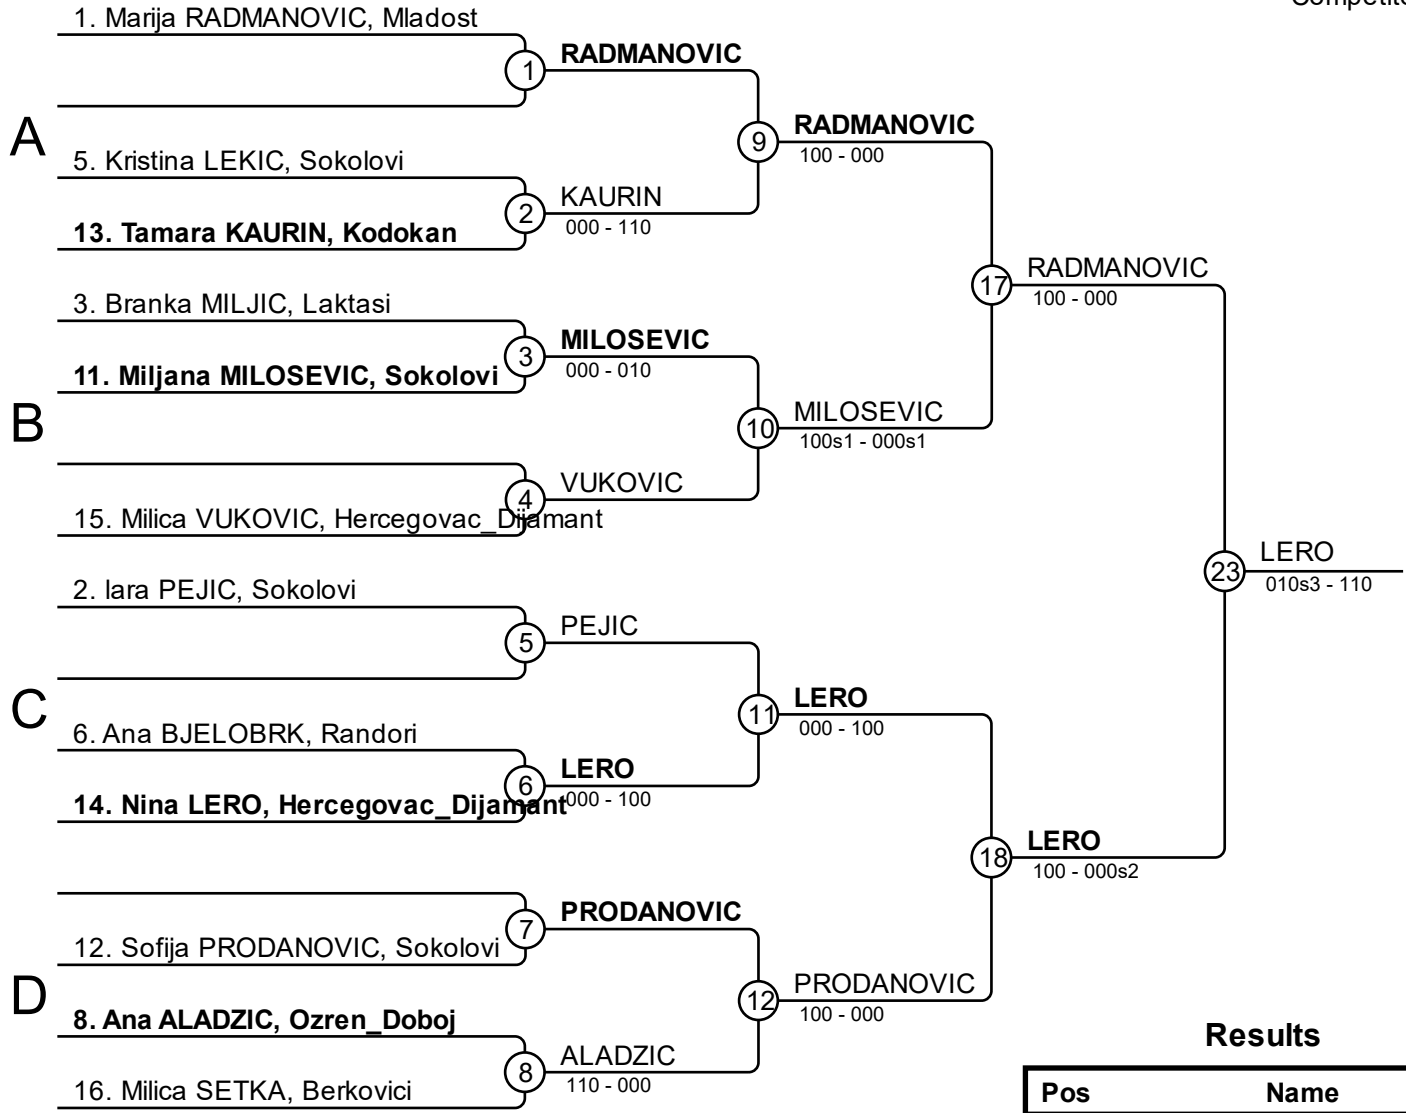 Competito
1. Marija RADMANOVIC, Mladost
1
RADMANOVIC
A
9
RADMANOVIC
100 - 000
5. Kristina LEKIC, Sokolovi
2
KAURIN
000 - 110
13. Tamara KAURIN, Kodokan
17
RADMANOVIC
100 - 000
3. Branka MILJIC, Laktasi
3
MILOSEVIC
000 - 010
11. Miljana MILOSEVIC, Sokolovi
B
10
MILOSEVIC
100s1 - 000s1
4
VUKOVIC
15. Milica VUKOVIC, Hercegovac_Dijamant
23
LERO
010s3 - 110
2. Iara PEJIC, Sokolovi
5
PEJIC
C
11
LERO
000 - 100
6. Ana BJELOBRK, Randori
6
LERO
000 - 100
14. Nina LERO, Hercegovac_Dijamant
18
LERO
100 - 000s2
7
PRODANOVIC
12. Sofija PRODANOVIC, Sokolovi
D
12
PRODANOVIC
100 - 000
8. Ana ALADZIC, Ozren_Doboj
8
ALADZIC
110 - 000
16. Milica SETKA, Berkovici
Results
Pos Name